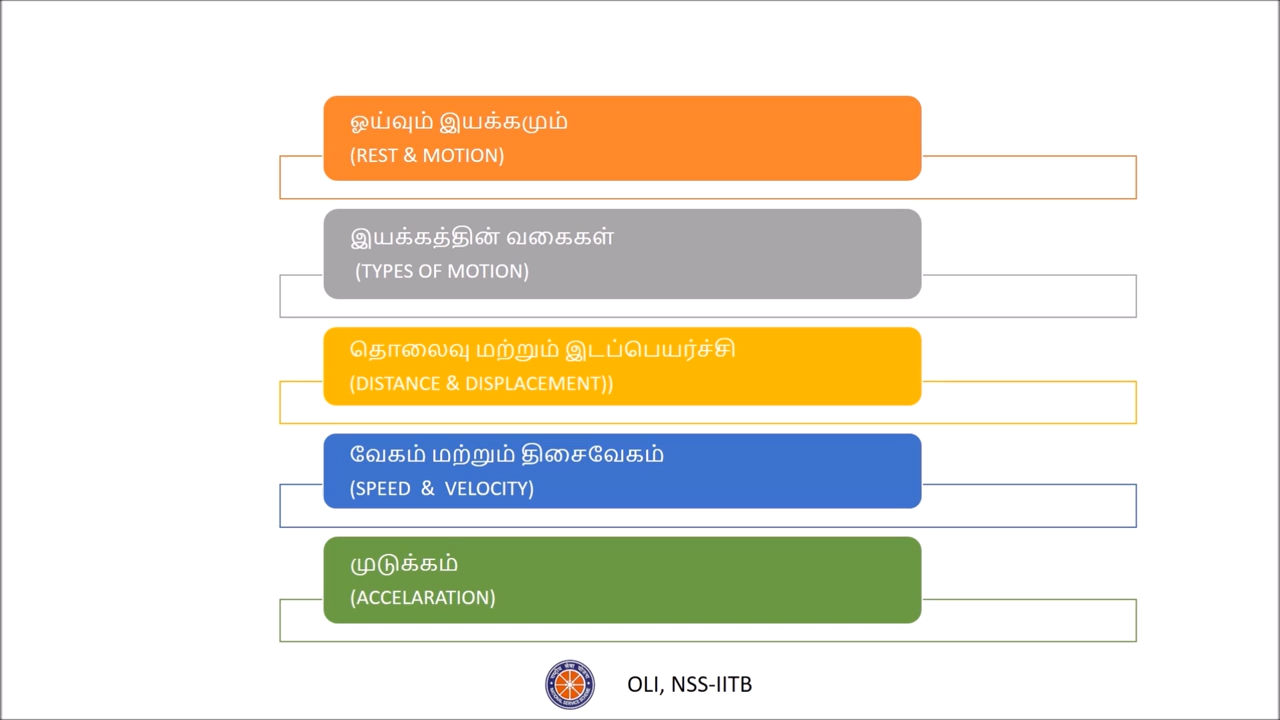 ஓய்வும் இயக்கமும்
(REST & MOTION)
இயக்கத்தின் வகைகள்
(TYPES OF MOTION)
தொலைவு மற்றும் இடப்பெயர்ச்சி
(DISTANCE & DISPLACEMENT))
வேகம் மற்றும் திசைவேகம்
(SPEED & VELOCITY)
முடுக்கம்
(ACCELARATION)
OLI, NSS-IITB